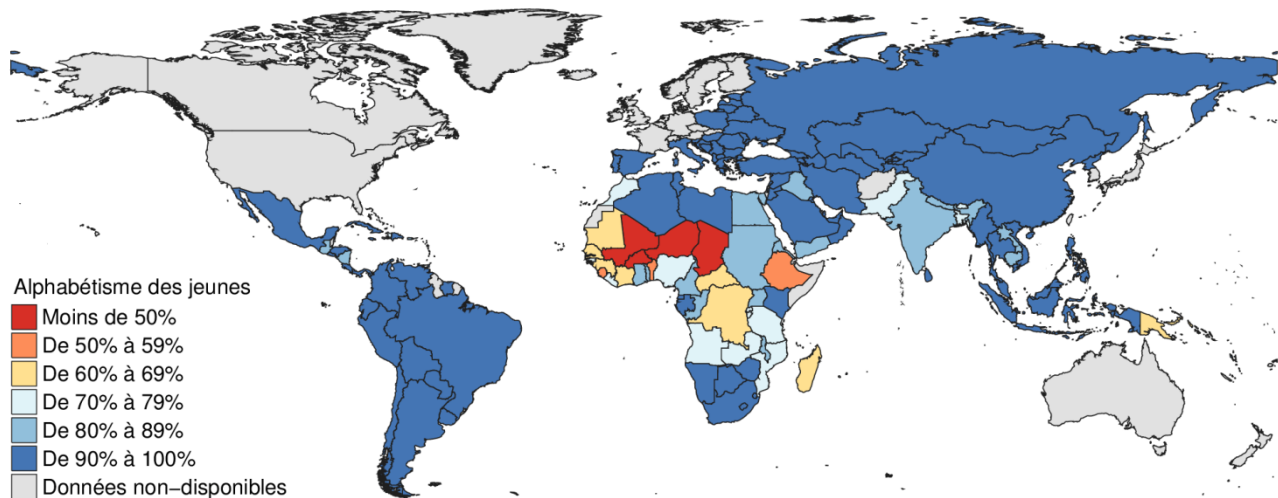 Alphabétisme des jeunes
Moins de 50%
De 50% à 59%
De 60% à 69%
De 70% à 79%
De 80% à 89%
De 90% à 100%
Données non−disponibles